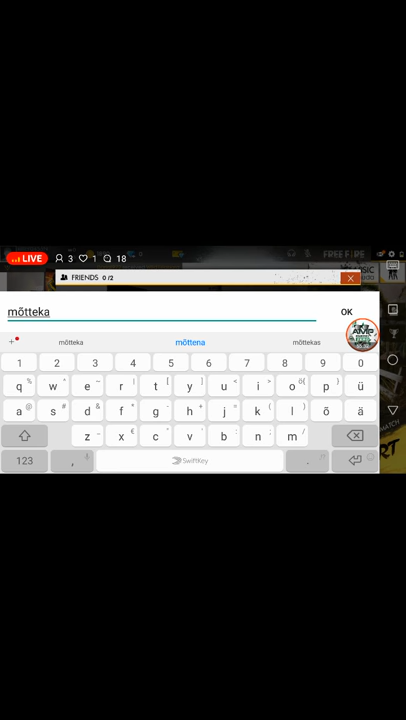 LIVE 3 1 18
FREE FIRE
FRIENDS 0/2
mõtteka
OK
mõtteka mõttena mõttekas
1 2 3 4 5 6 7 8 9 0
q w e r t y u i o p ü
a s d f g h j k l õ ä
z x c v b n m
123 , SwiftKey .